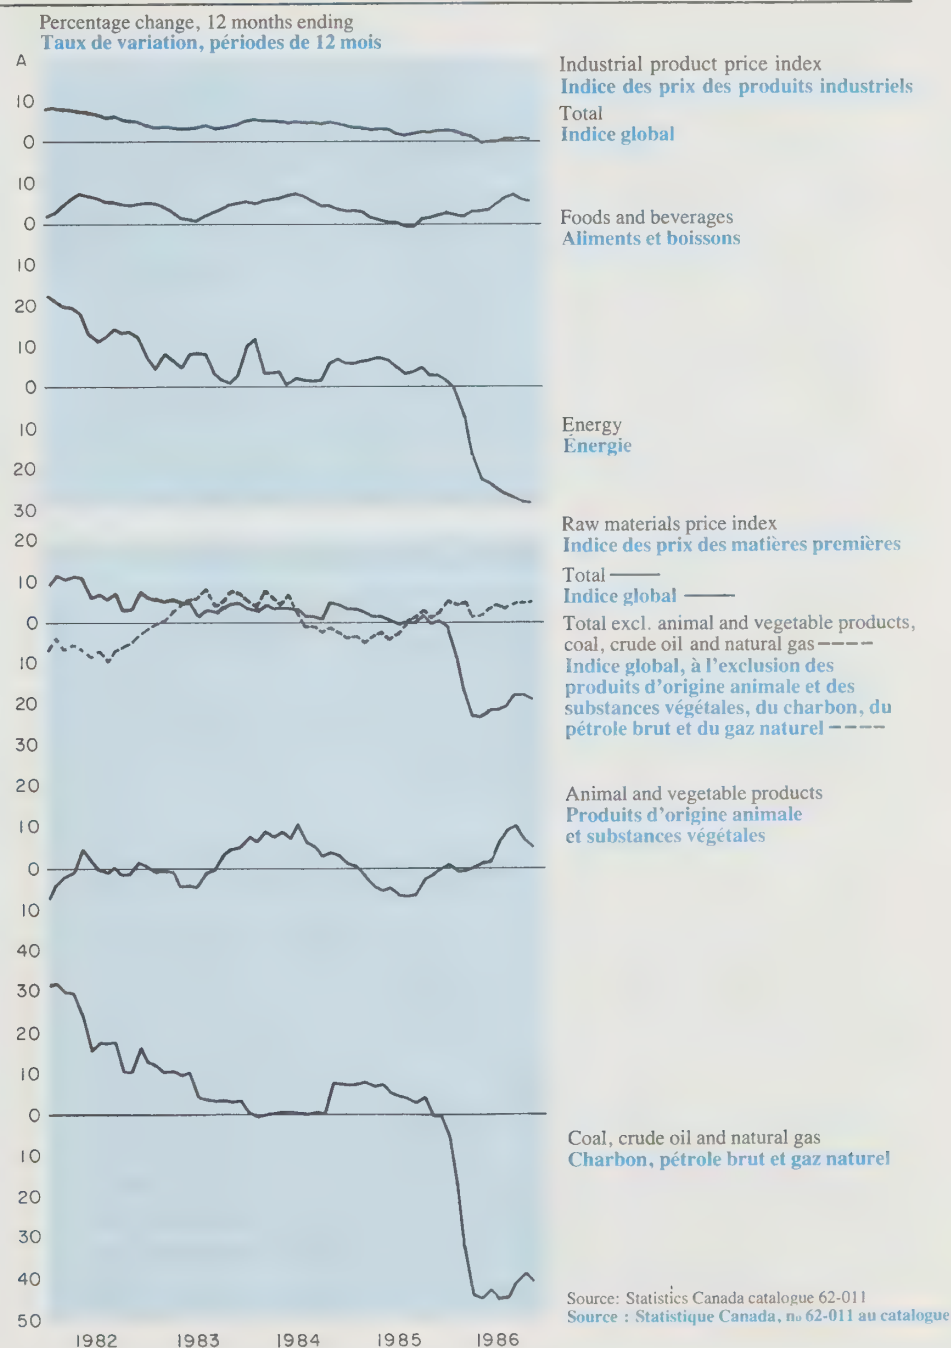 Percentage change, 12 months ending
Taux de variation, périodes de 12 mois
A
10
0
Industrial product price index
Indice des prix des produits industriels
Total
Indice global
10
0
10
Foods and beverages
Aliments et boissons
20
10
0
10
20
30
Energy
Énergie
20
10
0
10
20
30
Raw materials price index
Indice des prix des matières premières
Total
Indice global
Total excl. animal and vegetable products,
coal, crude oil and natural gas
Indice global, à l'exclusion des
produits d'origine animale et des
substances végétales, du charbon, du
pétrole brut et du gaz naturel
20
10
0
10
Animal and vegetable products
Produits d'origine animale
et substances végétales
40
30
20
10
0
10
20
30
40
50
Coal, crude oil and natural gas
Charbon, pétrole brut et gaz naturel
1982 1983 1984 1985 1986
Source: Statistics Canada catalogue 62-011
Source : Statistique Canada, no 62-011 au catalogue